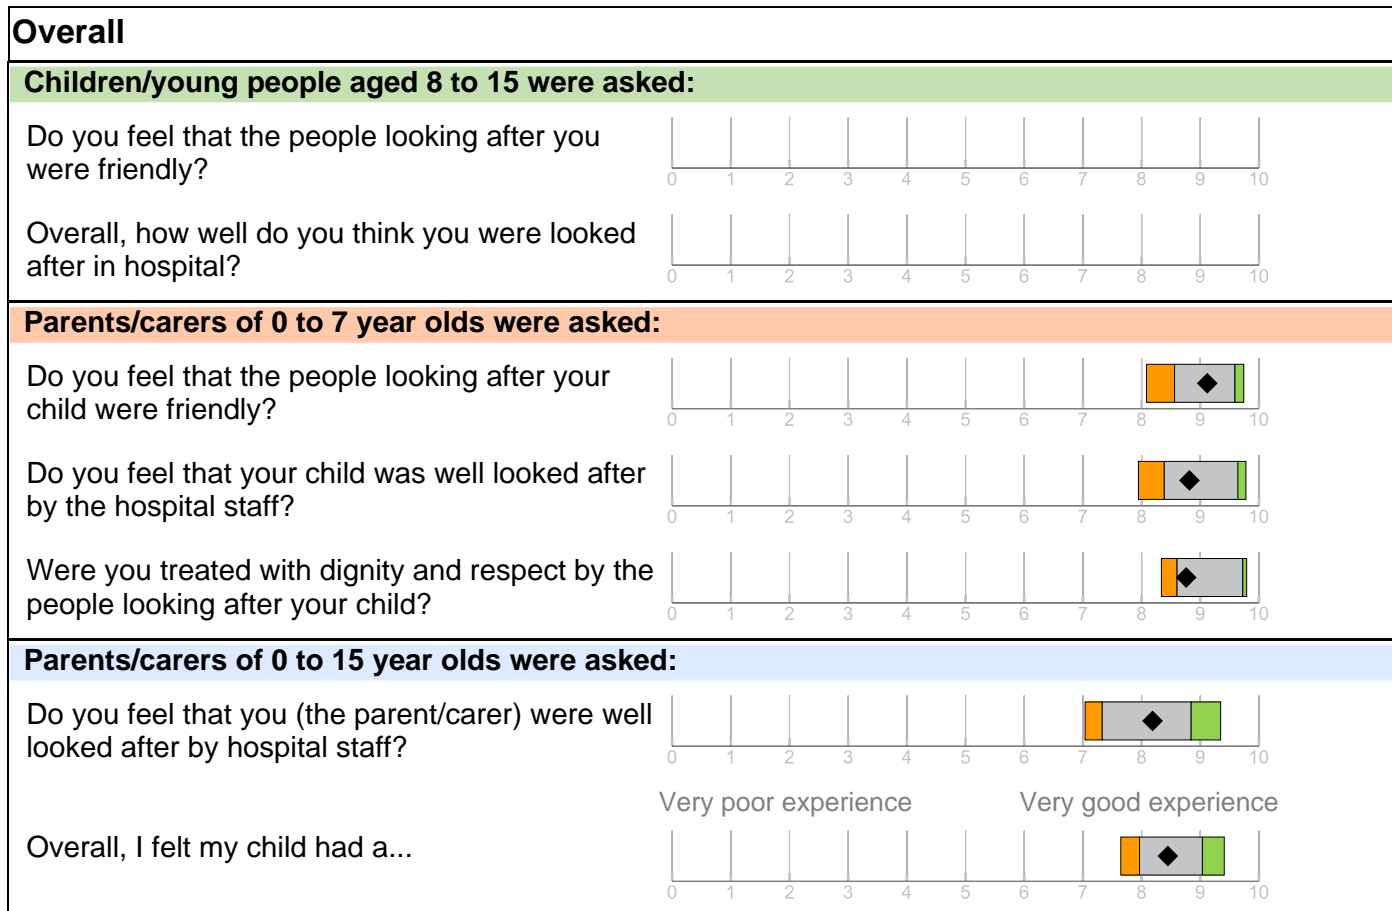 Overall
Children/young people aged 8 to 15 were asked:
Do you feel that the people looking after you
were friendly?
0 1 2 3 4 5 6 7 8 9 10
Overall, how well do you think you were looked
after in hospital?
0 1 2 3 4 5 6 7 8 9 10
Parents/carers of 0 to 7 year olds were asked:
Do you feel that the people looking after your
child were friendly?
0 1 2 3 4 5 6 7 8 9 10
Do you feel that your child was well looked after
by the hospital staff?
0 1 2 3 4 5 6 7 8 9 10
Were you treated with dignity and respect by the
people looking after your child?
0 1 2 3 4 5 6 7 8 9 10
Parents/carers of 0 to 15 year olds were asked:
Do you feel that you (the parent/carer) were well
looked after by hospital staff?
0 1 2 3 4 5 6 7 8 9 10
Very poor experience Very good experience
Overall, I felt my child had a...
0 1 2 3 4 5 6 7 8 9 10